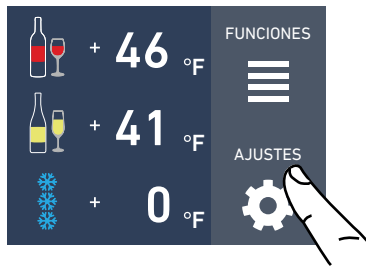 + 46 °F
+ 41 °F
+ 0 °F
FUNCIONES
AJUSTES